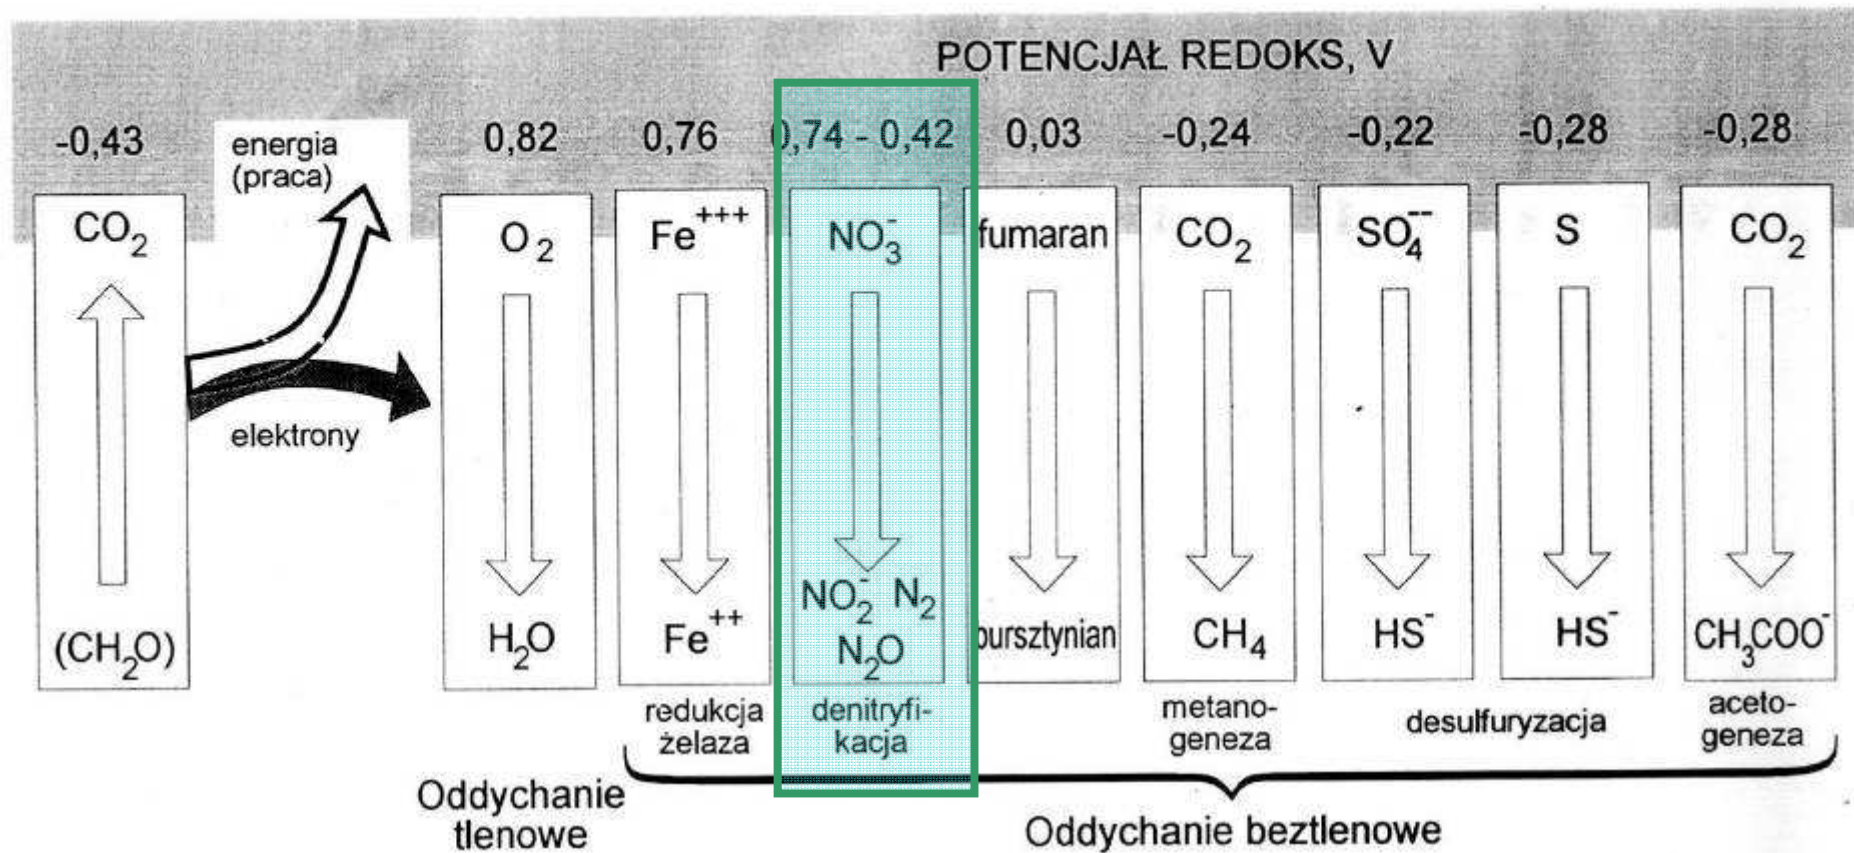 POTENCJAŁ REDOKS, V
-0,43
energia
(praca)
0,82
0,76
0,74 - 0,42
0,03
-0,24
-0,22
-0,28
-0,28
CO₂
O₂
Fe⁺⁺⁺
NO₃⁻
fumaran
CO₂
SO₄⁻⁻
S
CO₂
elektrony
(CH₂O)
H₂O
Fe⁺⁺
NO₂⁻ N₂
N₂O
bursztynian
CH₄
HS⁻
HS⁻
CH₃COO⁻
redukcja
żelaza
denitryfi-
kacja
metano-
geneza
desulfuryzacja
aceto-
geneza
Oddychanie
tlenowe
Oddychanie beztlenowe